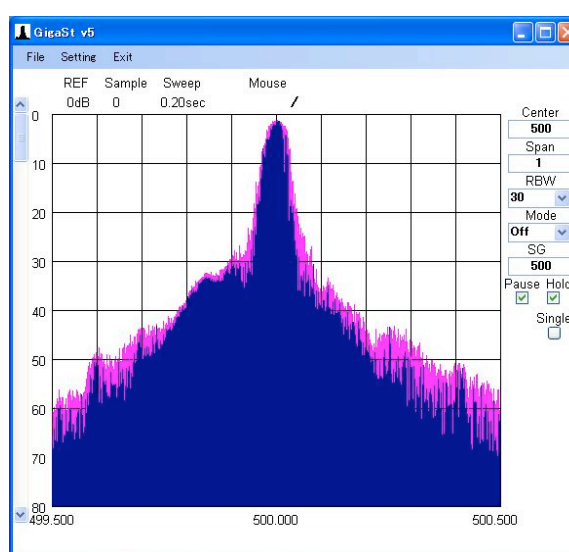 GigaSt v5
File Setting Exit
REF Sample Sweep Mouse
0dB 0 0.20sec /
0
10
20
30
40
50
60
70
80
499.500 500.000 500.500
Center
500
Span
1
RBW
30
Mode
Off
SG
500
Pause Hold
Single